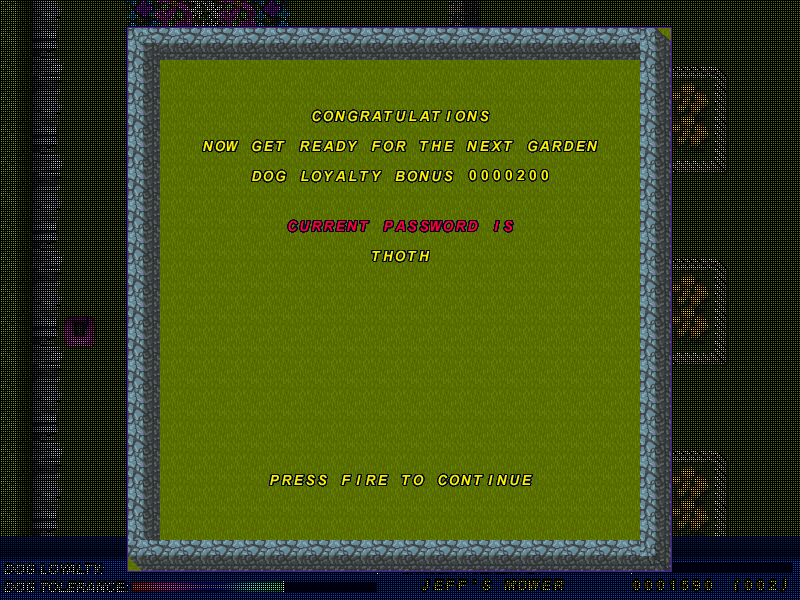 CONGRATULATIONS
NOW GET READY FOR THE NEXT GARDEN
DOG LOYALTY BONUS 0000200
CURRENT PASSWORD IS
THOTH
PRESS FIRE TO CONTINUE
DOG LOYALTY:
DOG TOLERANCE:
JEFF'S MOWER 0001590 (002)